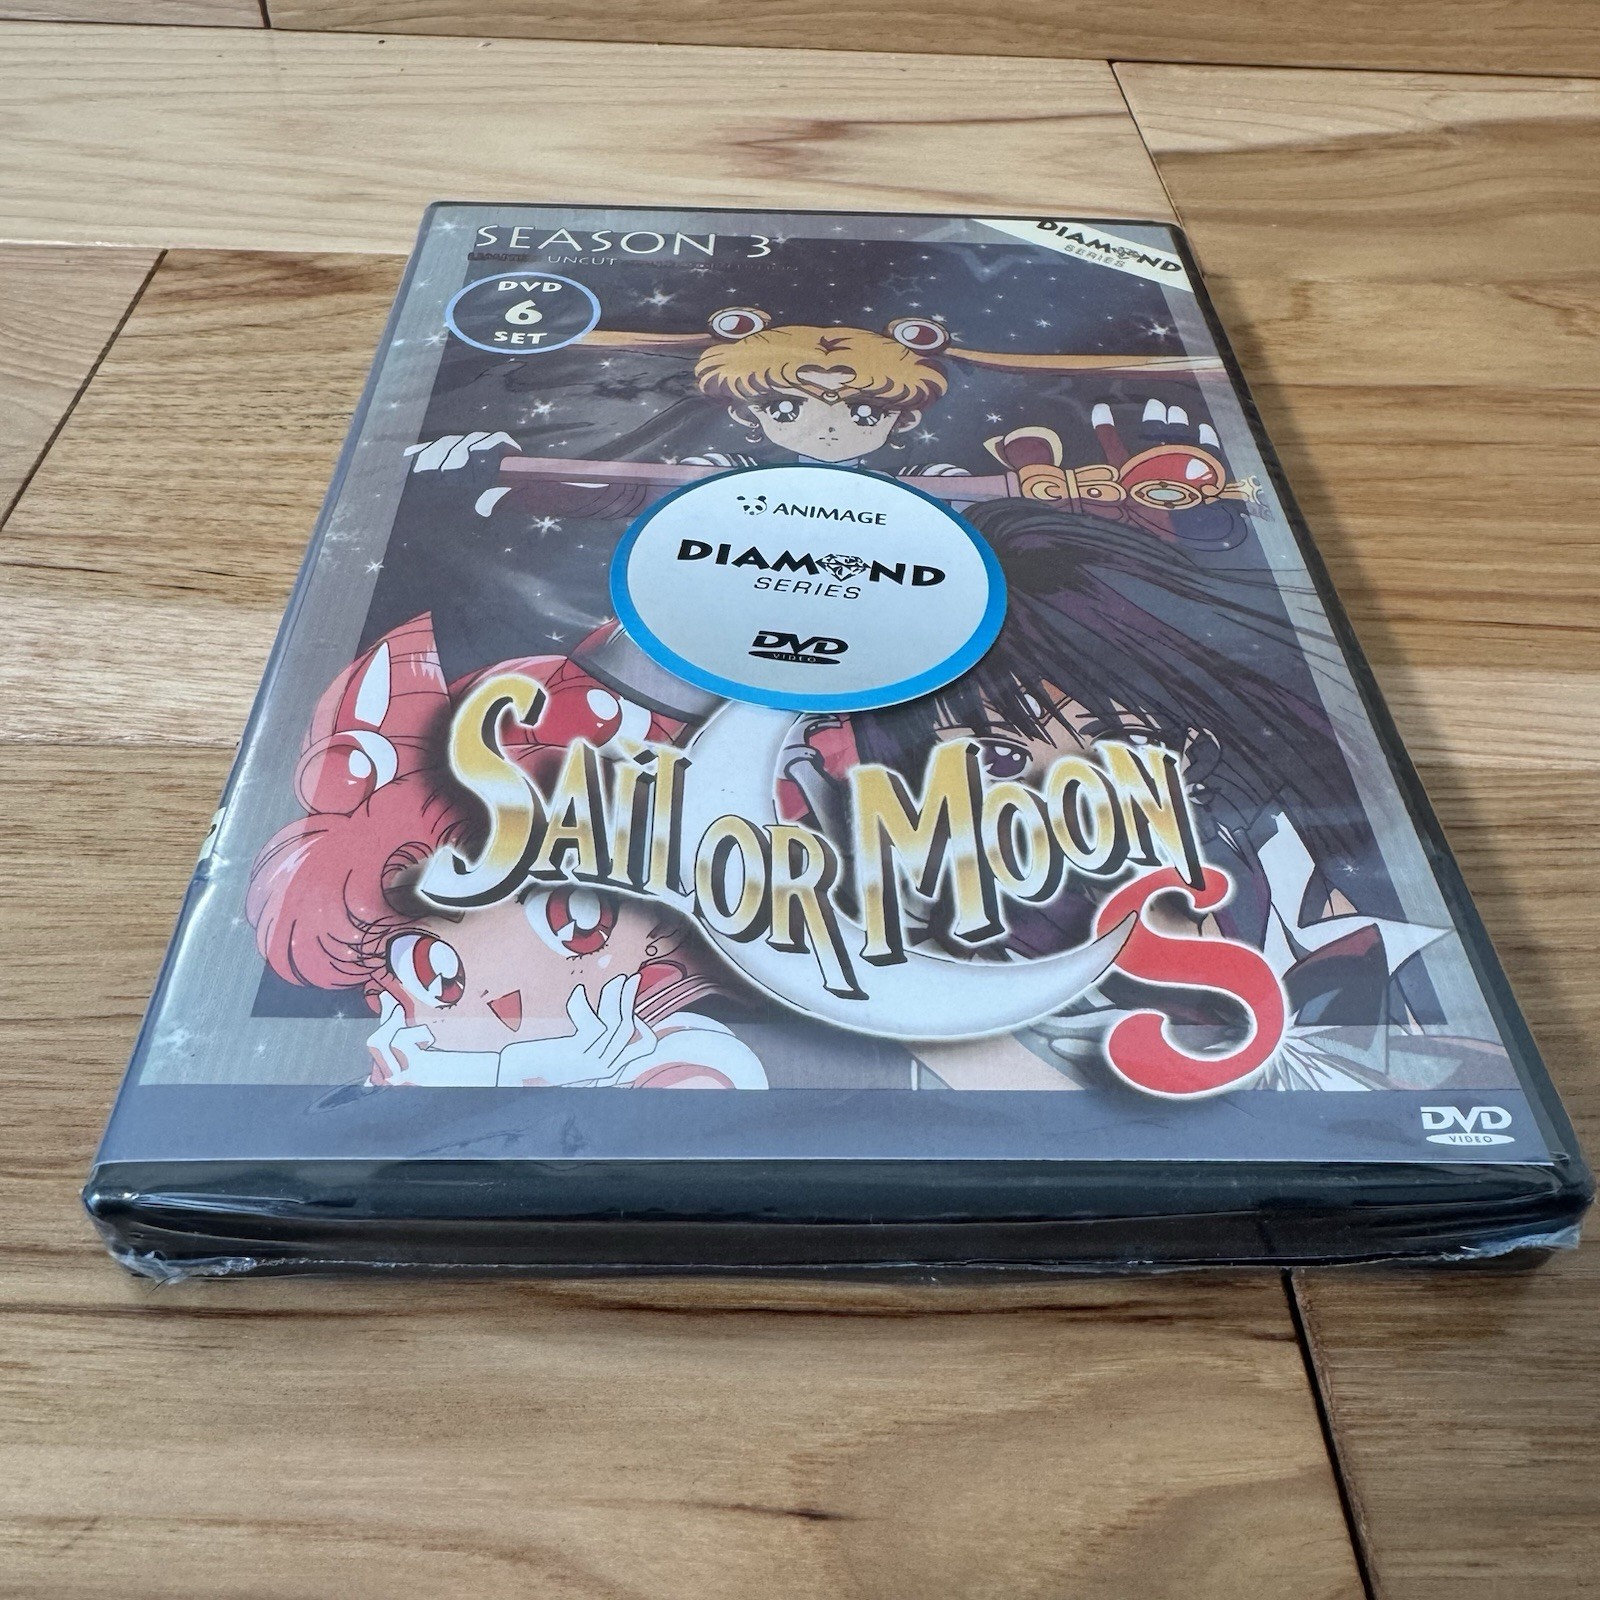 SEASON 3
UNCUT
DIAMOND
SERIES
DVD
6
SET
ANIMAGE
DIAMOND
SERIES
DVD
VIDEO
SAILOR MOON
S
DVD
VIDEO